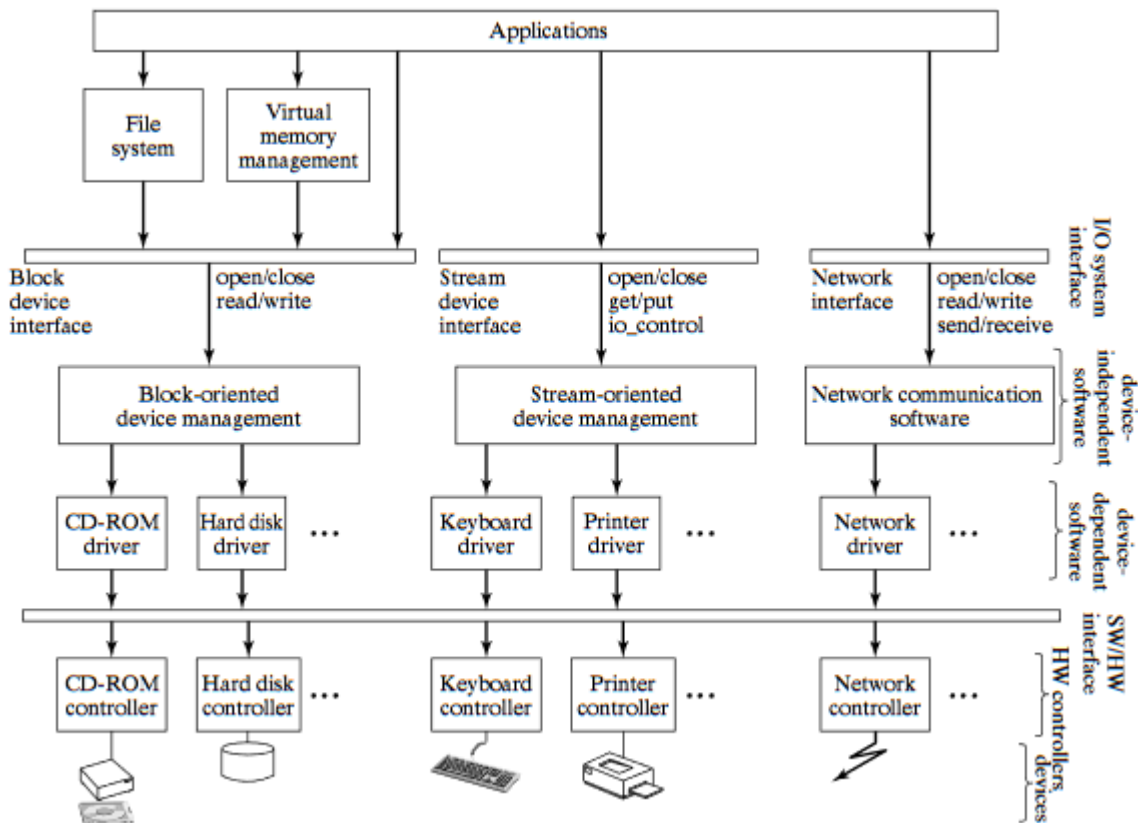 Applications
File
system
Virtual
memory
management
I/O system
interface
Block
device
interface
open/close
read/write
Stream
device
interface
open/close
get/put
io_control
Network
interface
open/close
read/write
send/receive
Block-oriented
device management
Stream-oriented
device management
Network communication
software
device-
independent
software
CD-ROM
driver
Hard disk
driver
...
Keyboard
driver
Printer
driver
...
Network
driver
...
device-
dependent
software
SW/HW
interface
CD-ROM
controller
Hard disk
controller
...
Keyboard
controller
Printer
controller
...
Network
controller
...
HW controllers
devices